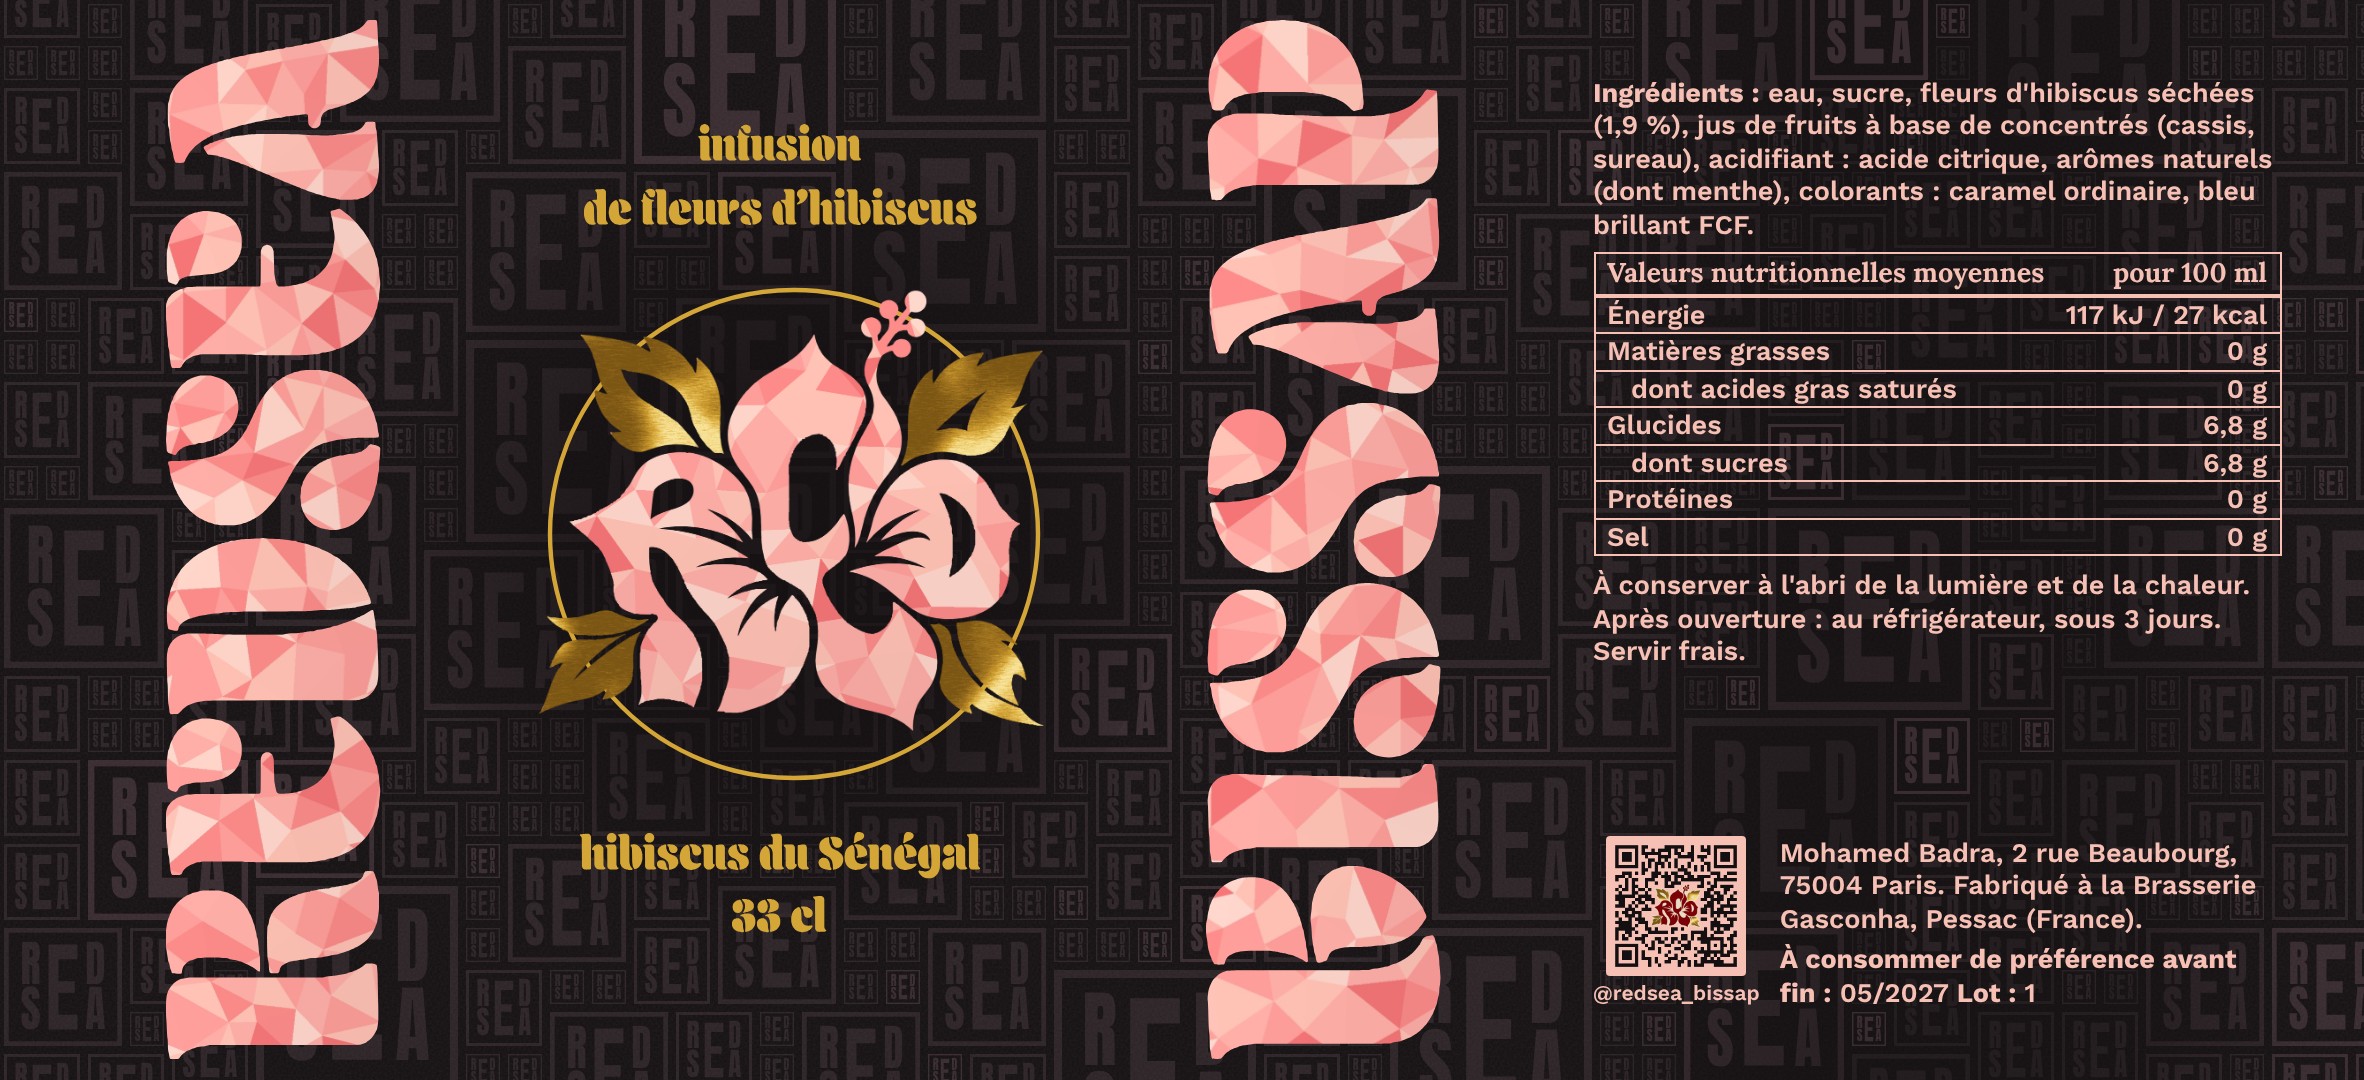 RED SEA
infusion
de fleurs d'hibiscus
hibiscus du Sénégal
33 cl
BISSAP
Ingrédients : eau, sucre, fleurs d'hibiscus séchées
(1,9 %), jus de fruits à base de concentrés (cassis,
sureau), acidifiant : acide citrique, arômes naturels
(dont menthe), colorants : caramel ordinaire, bleu
brillant FCF.
Valeurs nutritionnelles moyennes pour 100 ml
Énergie 117 kJ / 27 kcal
Matières grasses 0 g
dont acides gras saturés 0 g
Glucides 6,8 g
dont sucres 6,8 g
Protéines 0 g
Sel 0 g
À conserver à l'abri de la lumière et de la chaleur.
Après ouverture : au réfrigérateur, sous 3 jours.
Servir frais.
@redsea_bissap
Mohamed Badra, 2 rue Beaubourg,
75004 Paris. Fabriqué à la Brasserie
Gasconha, Pessac (France).
À consommer de préférence avant
fin : 05/2027 Lot : 1